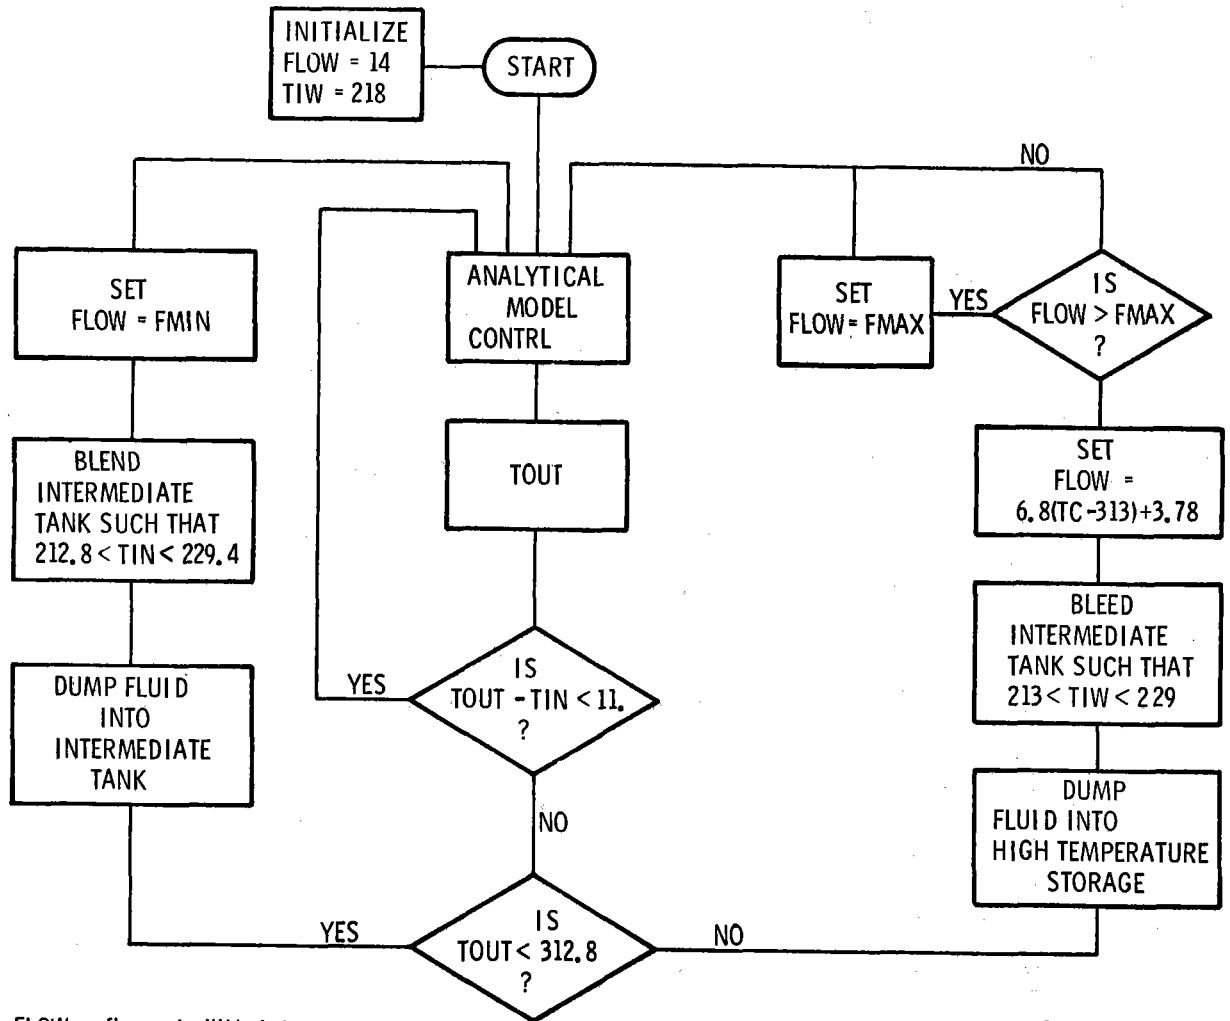 INITIALIZE
FLOW = 14
TIW = 218
START
NO
SET
FLOW = FMIN
ANALYTICAL
MODEL
CONTRL
SET
FLOW = FMAX
YES
IS
FLOW > FMAX
?
BLEND
INTERMEDIATE
TANK SUCH THAT
212.8 < TIN < 229.4
TOUT
SET
FLOW =
6.8(TC-313)+3.78
BLEED
INTERMEDIATE
TANK SUCH THAT
213 < TIW < 229
DUMP FLUID
INTO
INTERMEDIATE
TANK
YES
IS
TOUT - TIN < 11.
?
NO
DUMP
FLUID INTO
HIGH TEMPERATURE
STORAGE
YES
IS
TOUT < 312.8
?
NO
FLOW